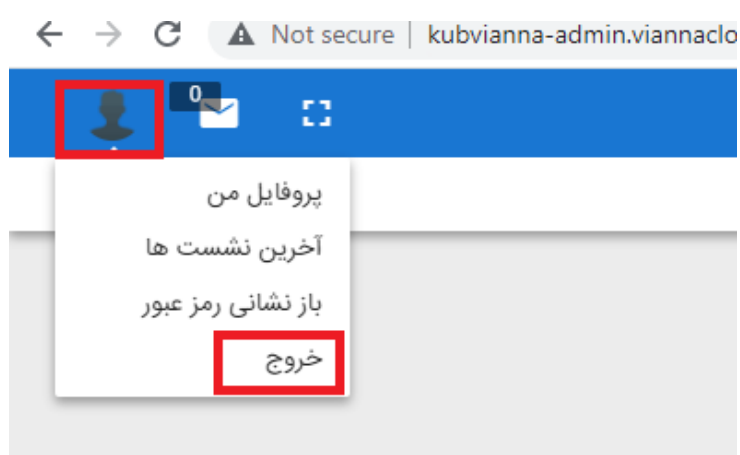 Not secure | kubvianna-admin.viannaclo
0
پروفایل من
آخرین نشست ها
باز نشانی رمز عبور
خروج